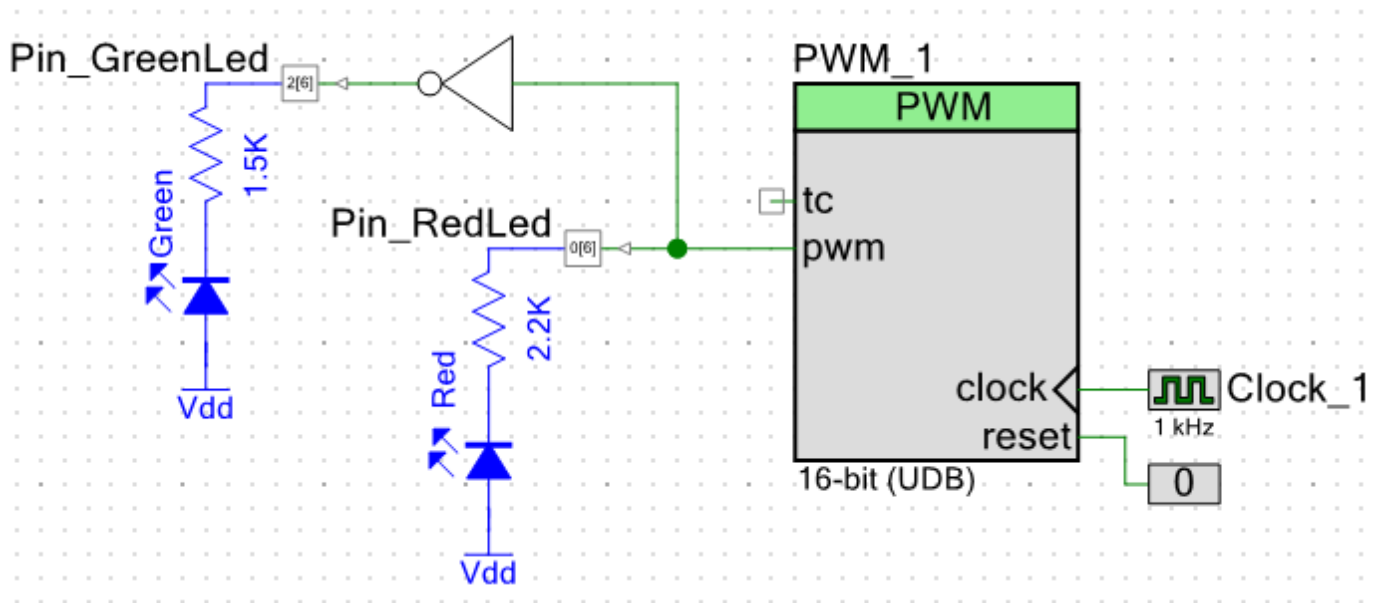 Pin_GreenLed
2[6]
1.5K
Green
Vdd
Pin_RedLed
0[6]
2.2K
Red
Vdd
PWM_1
PWM
tc
pwm
clock
reset
16-bit (UDB)
Clock_1
1 kHz
0